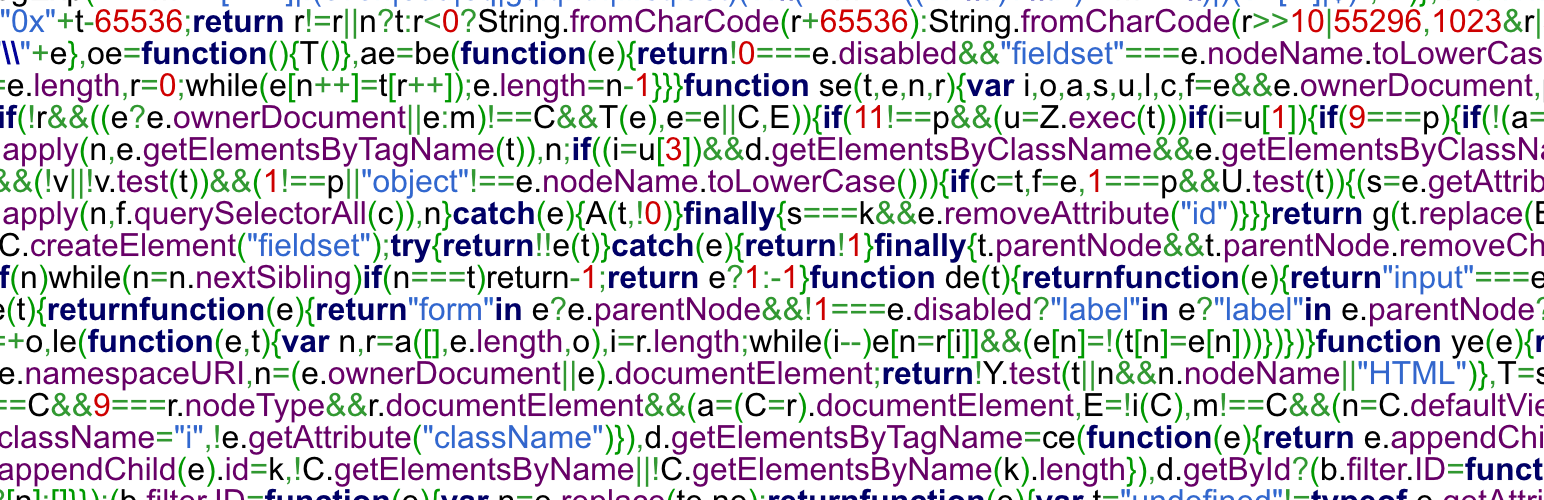 "0x"+t-65536;return r!=r||n?t:r<0?String.fromCharCode(r+65536):String.fromCharCode(r>>10|55296,1023&r|
"\\"+e},oe=function(){T()},ae=be(function(e){return!0===e.disabled&&"fieldset"===e.nodeName.toLowerCas
=e.length,r=0;while(e[n++]=t[r++]);e.length=n-1}}}function se(t,e,n,r){var i,o,a,s,u,l,c,f=e&&e.ownerDocument,
if(!r&&((e?e.ownerDocument||e:m)!==C&&T(e),e=e||C,E)){if(11!==p&&(u=Z.exec(t)))if(i=u[1]){if(9===p){if(!(a=
apply(n,e.getElementsByTagName(t)),n;if((i=u[3])&&d.getElementsByClassName&&e.getElementsByClassNa
&&(!v||!v.test(t))&&(1!==p||"object"!==e.nodeName.toLowerCase())){if(c=t,f=e,1===p&&U.test(t)){(s=e.getAttrib
apply(n,f.querySelectorAll(c)),n}catch(e){A(t,!0)}finally{s===k&&e.removeAttribute("id")}}}return g(t.replace(
C.createElement("fieldset");try{return!!e(t)}catch(e){return!1}finally{t.parentNode&&t.parentNode.removeCh
f(n)while(n=n.nextSibling)if(n===t)return-1;return e?1:-1}function de(t){returnfunction(e){return"input"===e
(t){returnfunction(e){return"form"in e?e.parentNode&&!1===e.disabled?"label"in e?"label"in e.parentNode?
=+o,le(function(e,t){var n,r=a([],e.length,o),i=r.length;while(i--)e[n=r[i]]&&(e[n]=!(t[n]=e[n]))})})}function ye(e){r
e.namespaceURI,n=(e.ownerDocument||e).documentElement;return!Y.test(t||n&&n.nodeName||"HTML")},T=s
==C&&9===r.nodeType&&r.documentElement&&(a=(C=r).documentElement,E=!i(C),m!==C&&(n=C.defaultVie
className="i",!e.getAttribute("className")}),d.getElementsByTagName=ce(function(e){return e.appendChi
appendChild(e).id=k,!C.getElementsByName||!C.getElementsByName(k).length}),d.getById?(b.filter.ID=funct